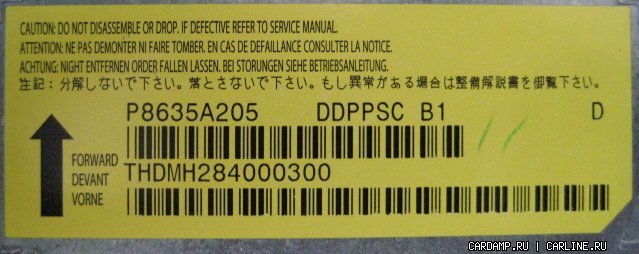 CAUTION: DO NOT DISASSEMBLE OR DROP. IF DEFECTIVE REFER TO SERVICE MANUAL.
ATTENTION: NE PAS DEMONTER NI FAIRE TOMBER. EN CAS DE DEFAILLANCE CONSULTER LA NOTICE.
ACHTUNG: NIGHT ENTFERNEN ORDER FALLEN LASSEN. BEI STORUNGEN SIEHE BETRIEBSANLEITUNG.
注記: 分解しないで下さい。落とさないで下さい。もし異常がある場合は整備解説書を御覧下さい。
P8635A205 DDPPSC B1 11 D
FORWARD
DEVANT
VORNE
THDMH284000300
CARDAMP.RU | CARLINE.RU